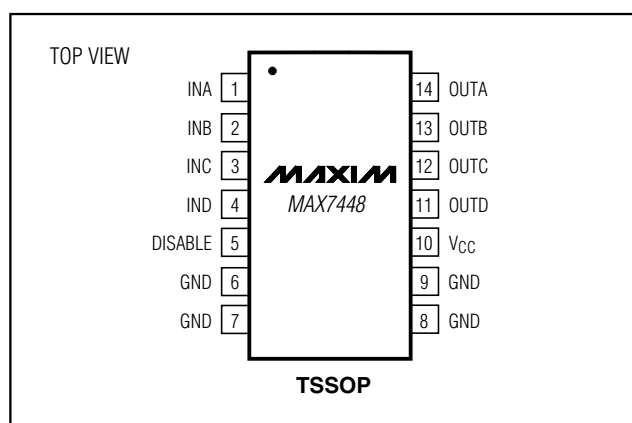 TOP VIEW
INA 1 14 OUTA
INB 2 13 OUTB
INC 3 12 OUTC
MAXIM
IND 4 MAX7448 11 OUTD
DISABLE 5 10 VCC
GND 6 9 GND
GND 7 8 GND
TSSOP